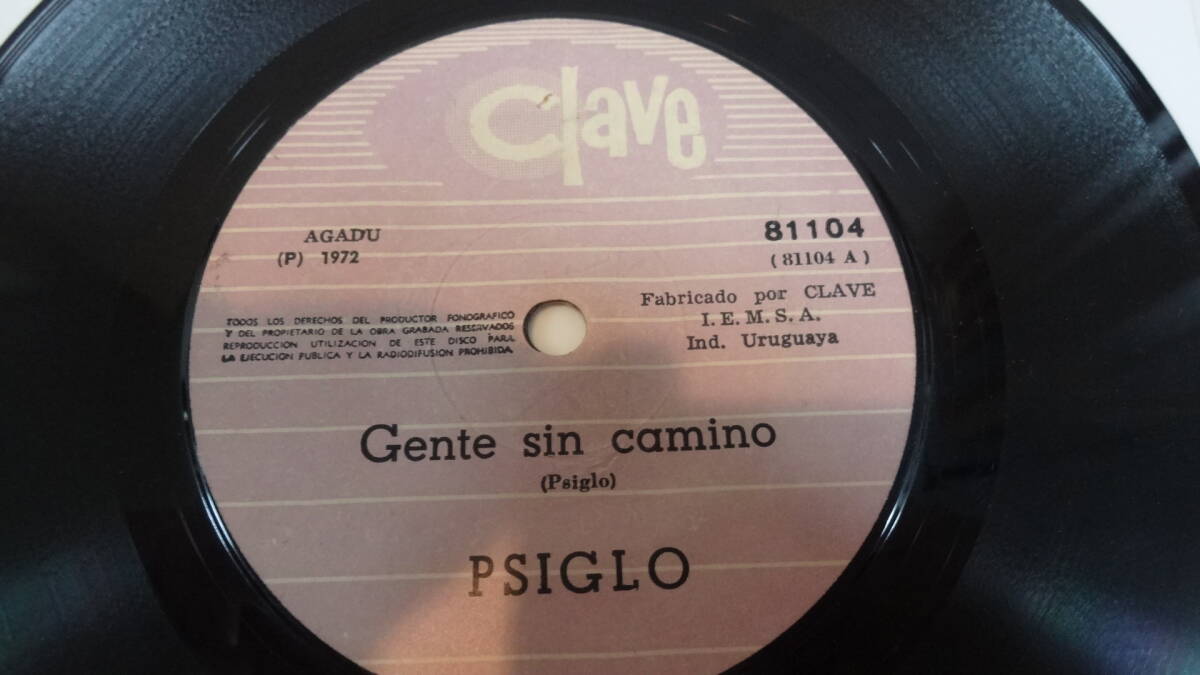 Clave
AGADU
(P) 1972
81104
(81104 A)
Fabricado por CLAVE
I. E. M. S. A.
Ind. Uruguaya
TODOS LOS DERECHOS DEL PRODUCTOR FONOGRAFICO
Y DEL PROPIETARIO DE LA OBRA GRABADA RESERVADOS
REPRODUCCION UTILIZACION DE ESTE DISCO PARA
LA EJECUCION PUBLICA Y LA RADIODIFUSION PROHIBIDA.
Gente sin camino
(Psiglo)
PSIGLO